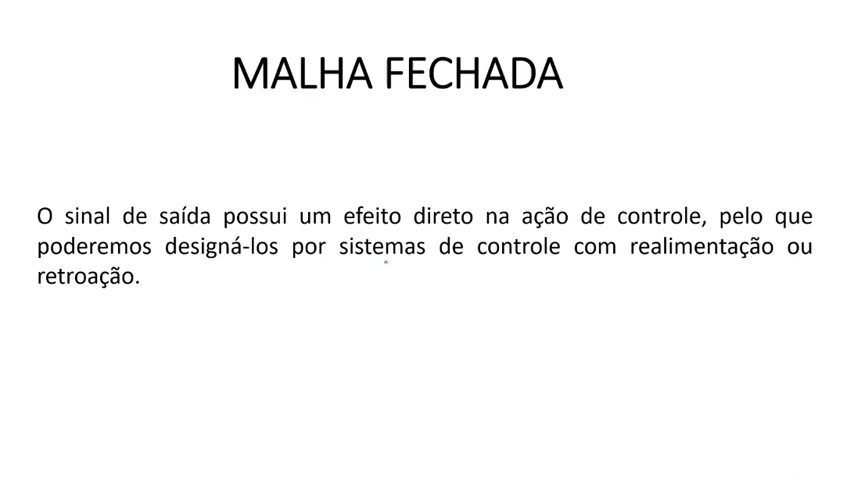 MALHA FECHADA
O sinal de saída possui um efeito direto na ação de controle, pelo que
poderemos designá-los por sistemas de controle com realimentação ou
retroação.